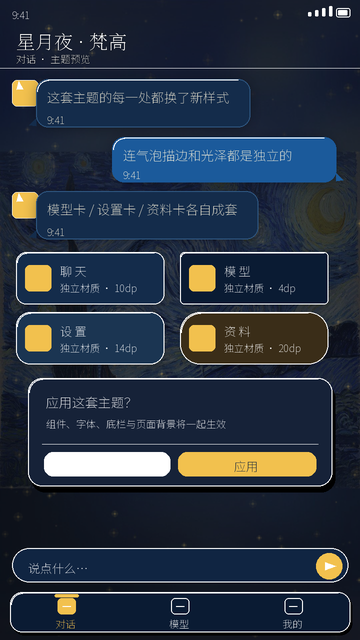 9:41
星月夜·梵高
对话 · 主题预览
这套主题的每一处都换了新样式
9:41
连气泡描边和光泽都是独立的
9:41
模型卡 / 设置卡 / 资料卡各自成套
9:41
聊天
独立材质 · 10dp
模型
独立材质 · 4dp
设置
独立材质 · 14dp
资料
独立材质 · 20dp
应用这套主题?
组件、字体、底栏与页面背景将一起生效
应用
说点什么…
对话
模型
我的